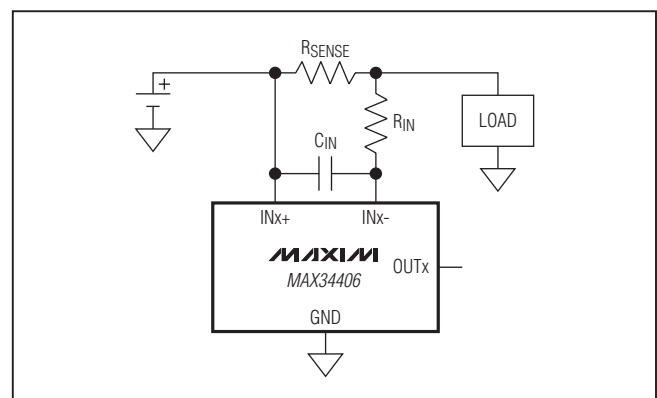 RSENSE
+
RIN
LOAD
CIN
INx+ INx-
MAXIM
MAX34406
OUTx
GND